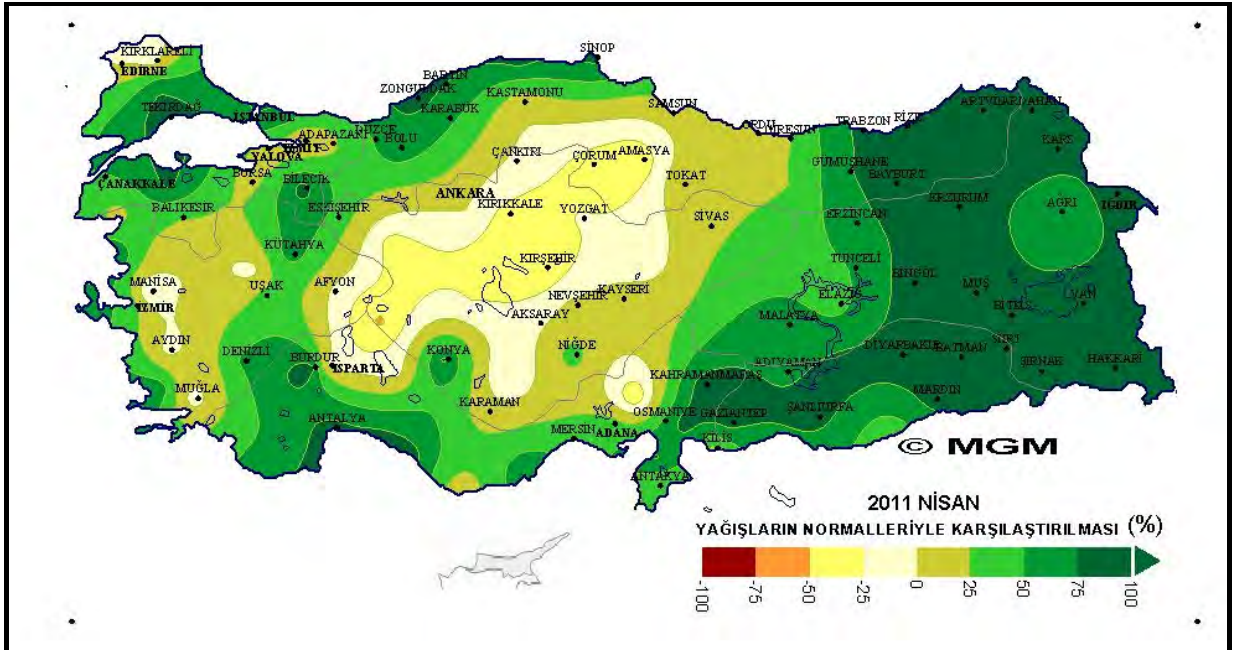 SİNOP
KIRKLARELİ
EDİRNE
BARTIN
ZONGULDAK
KASTAMONU
TEKİRDAĞ
İSTANBUL
KARABÜK
SAMSUN
ARTVİN
ARDAHAN
DÜZCE
ADAPAZARI
İZMİT
BOLU
ORDU
GİRESUN
TRABZON
RİZE
KARS
YALOVA
BURSA
ÇANKIRI
ÇORUM
AMASYA
GÜMÜŞHANE
BAYBURT
ÇANAKKALE
BİLECİK
ANKARA
TOKAT
ERZURUM
IĞDIR
BALIKESİR
ESKİŞEHİR
KIRIKKALE
YOZGAT
SİVAS
ERZİNCAN
AĞRI
KÜTAHYA
KIRŞEHİR
TUNCELİ
BİNGÖL
MUŞ
MANİSA
UŞAK
AFYON
NEVŞEHİR
KAYSERİ
ELAZIĞ
BİTLİS
VAN
İZMİR
AKSARAY
MALATYA
AYDIN
DENİZLİ
BURDUR
ISPARTA
KONYA
NİĞDE
ADIYAMAN
DİYARBAKIR
BATMAN
SİİRT
ŞIRNAK
HAKKARİ
MUĞLA
KAHRAMANMARAŞ
MARDİN
ANTALYA
KARAMAN
MERSİN
ADANA
OSMANİYE
GAZİANTEP
ŞANLIURFA
KİLİS
ANTAKYA
© MGM
2011 NİSAN
YAĞIŞLARIN NORMALLERİYLE KARŞILAŞTIRILMASI (%)
-100 -75 -50 -25 0 25 50 75 100